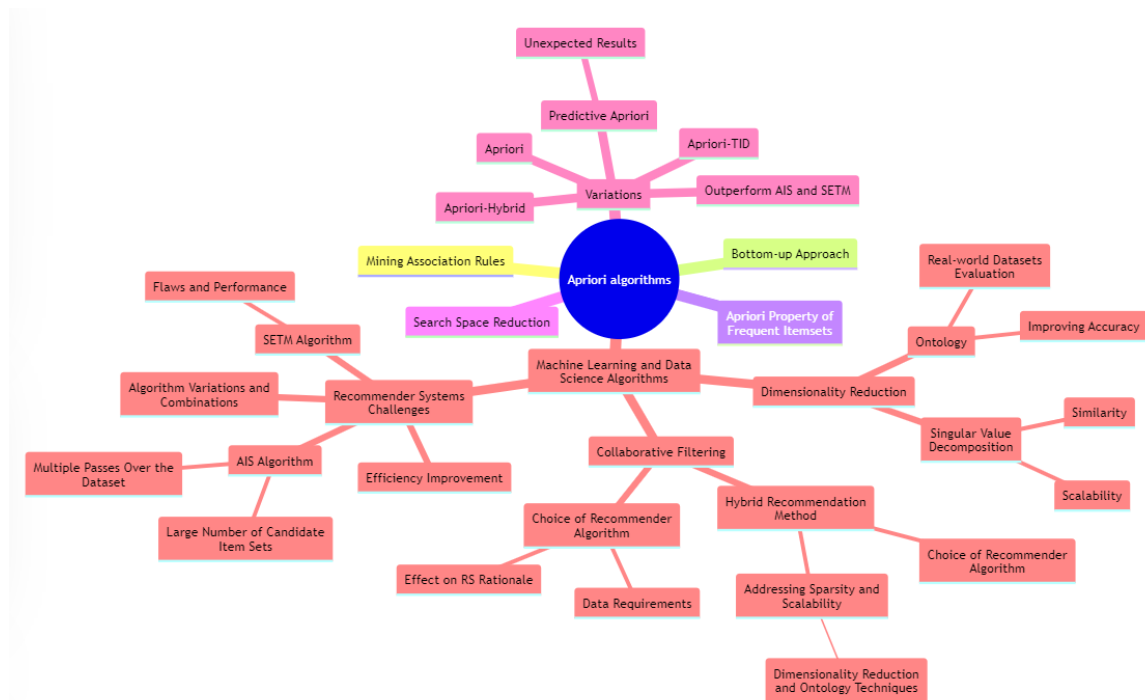 Unexpected Results
Predictive Apriori
Apriori
Apriori-TID
Variations
Outperform AIS and SETM
Apriori-Hybrid
Mining Association Rules
Apriori algorithms
Bottom-up Approach
Search Space Reduction
Apriori Property of
Frequent Itemsets
Real-world Datasets
Evaluation
Flaws and Performance
SETM Algorithm
Ontology
Improving Accuracy
Machine Learning and Data
Science Algorithms
Dimensionality Reduction
Algorithm Variations and
Combinations
Recommender Systems
Challenges
Similarity
Singular Value
Decomposition
Scalability
AIS Algorithm
Multiple Passes Over the
Dataset
Efficiency Improvement
Large Number of Candidate
Item Sets
Collaborative Filtering
Choice of Recommender
Algorithm
Hybrid Recommendation
Method
Effect on RS Rationale
Data Requirements
Choice of Recommender
Algorithm
Addressing Sparsity and
Scalability
Dimensionality Reduction
and Ontology Techniques